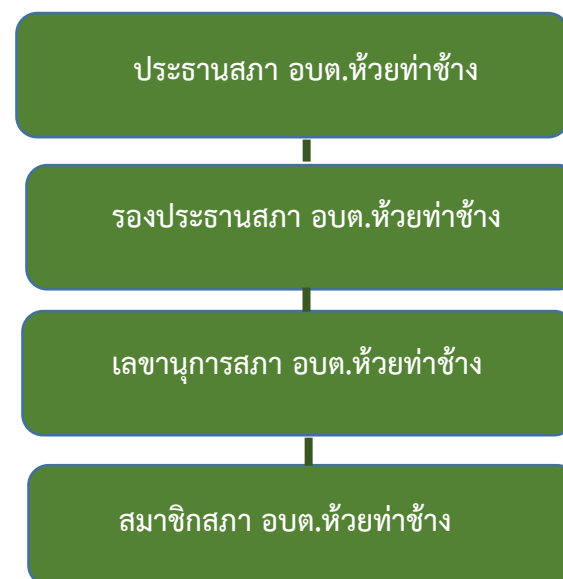 ประธานสภา อบต.ห้วยท่าช้าง
รองประธานสภา อบต.ห้วยท่าช้าง
เลขานุการสภา อบต.ห้วยท่าช้าง
สมาชิกสภา อบต.ห้วยท่าช้าง